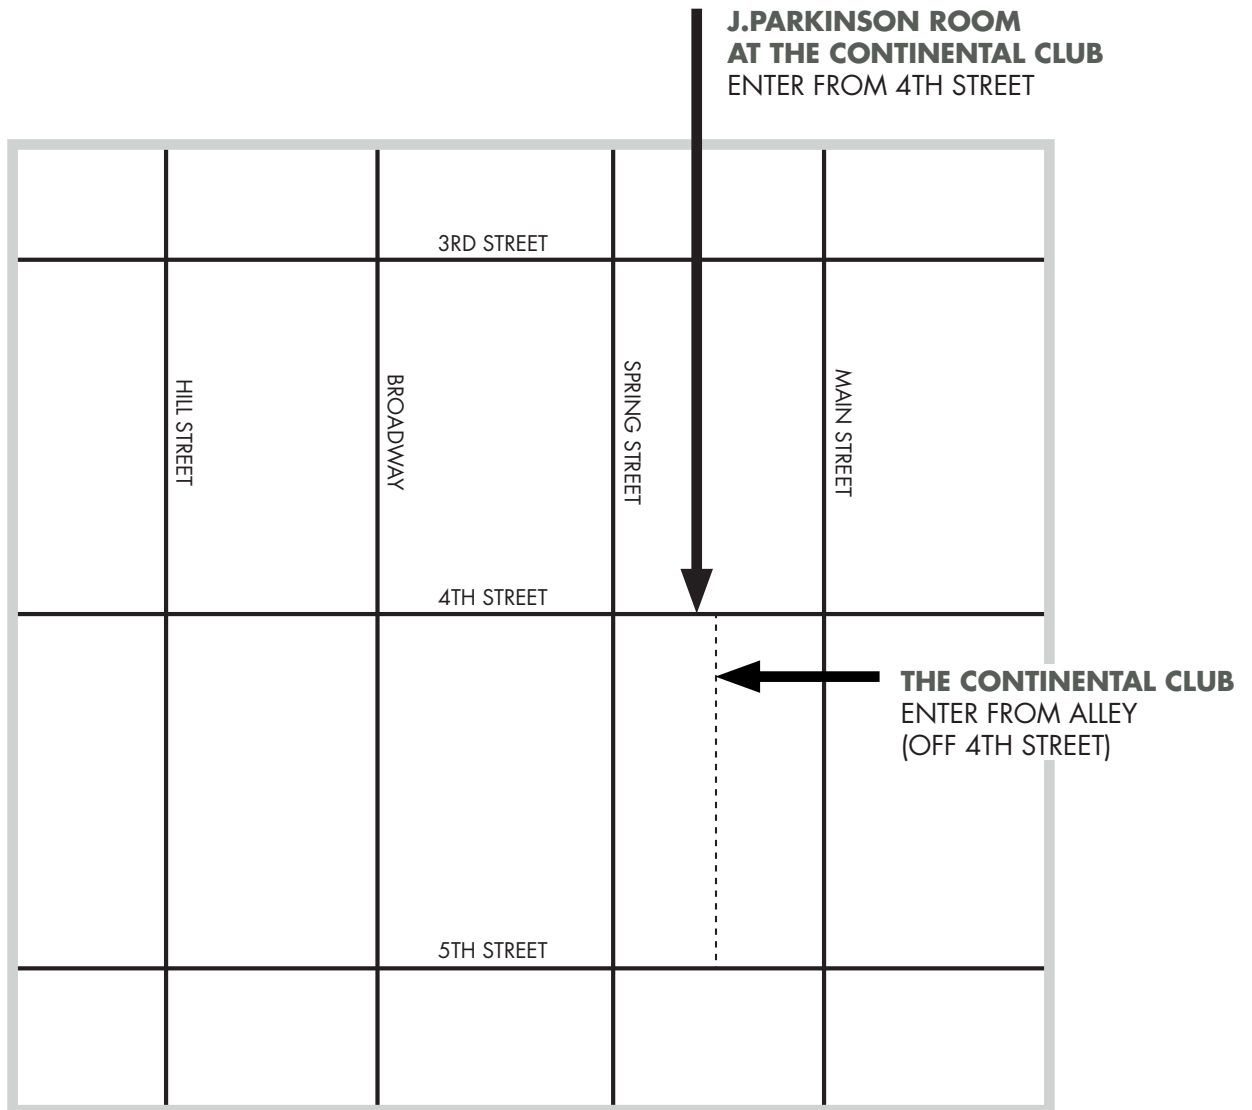 J.PARKINSON ROOM
AT THE CONTINENTAL CLUB
ENTER FROM 4TH STREET
3RD STREET
HILL STREET
BROADWAY
SPRING STREET
MAIN STREET
4TH STREET
THE CONTINENTAL CLUB
ENTER FROM ALLEY
(OFF 4TH STREET)
5TH STREET